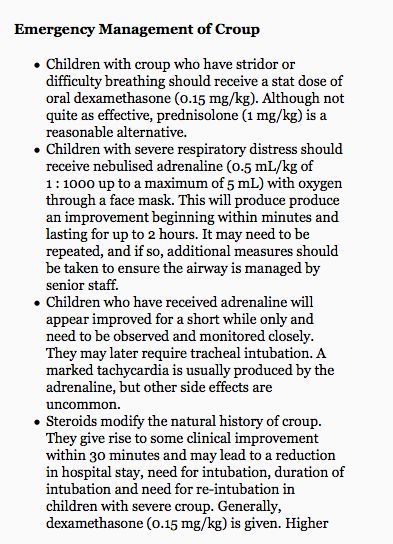 Emergency Management of Croup
• Children with croup who have stridor or
difficulty breathing should receive a stat dose of
oral dexamethasone (0.15 mg/kg). Although not
quite as effective, prednisolone (1 mg/kg) is a
reasonable alternative.
• Children with severe respiratory distress should
receive nebulised adrenaline (0.5 mL/kg of
1 : 1000 up to a maximum of 5 mL) with oxygen
through a face mask. This will produce produce
an improvement beginning within minutes and
lasting for up to 2 hours. It may need to be
repeated, and if so, additional measures should
be taken to ensure the airway is managed by
senior staff.
• Children who have received adrenaline will
appear improved for a short while only and
need to be observed and monitored closely.
They may later require tracheal intubation. A
marked tachycardia is usually produced by the
adrenaline, but other side effects are
uncommon.
• Steroids modify the natural history of croup.
They give rise to some clinical improvement
within 30 minutes and may lead to a reduction
in hospital stay, need for intubation, duration of
intubation and need for re-intubation in
children with severe croup. Generally,
dexamethasone (0.15 mg/kg) is given. Higher